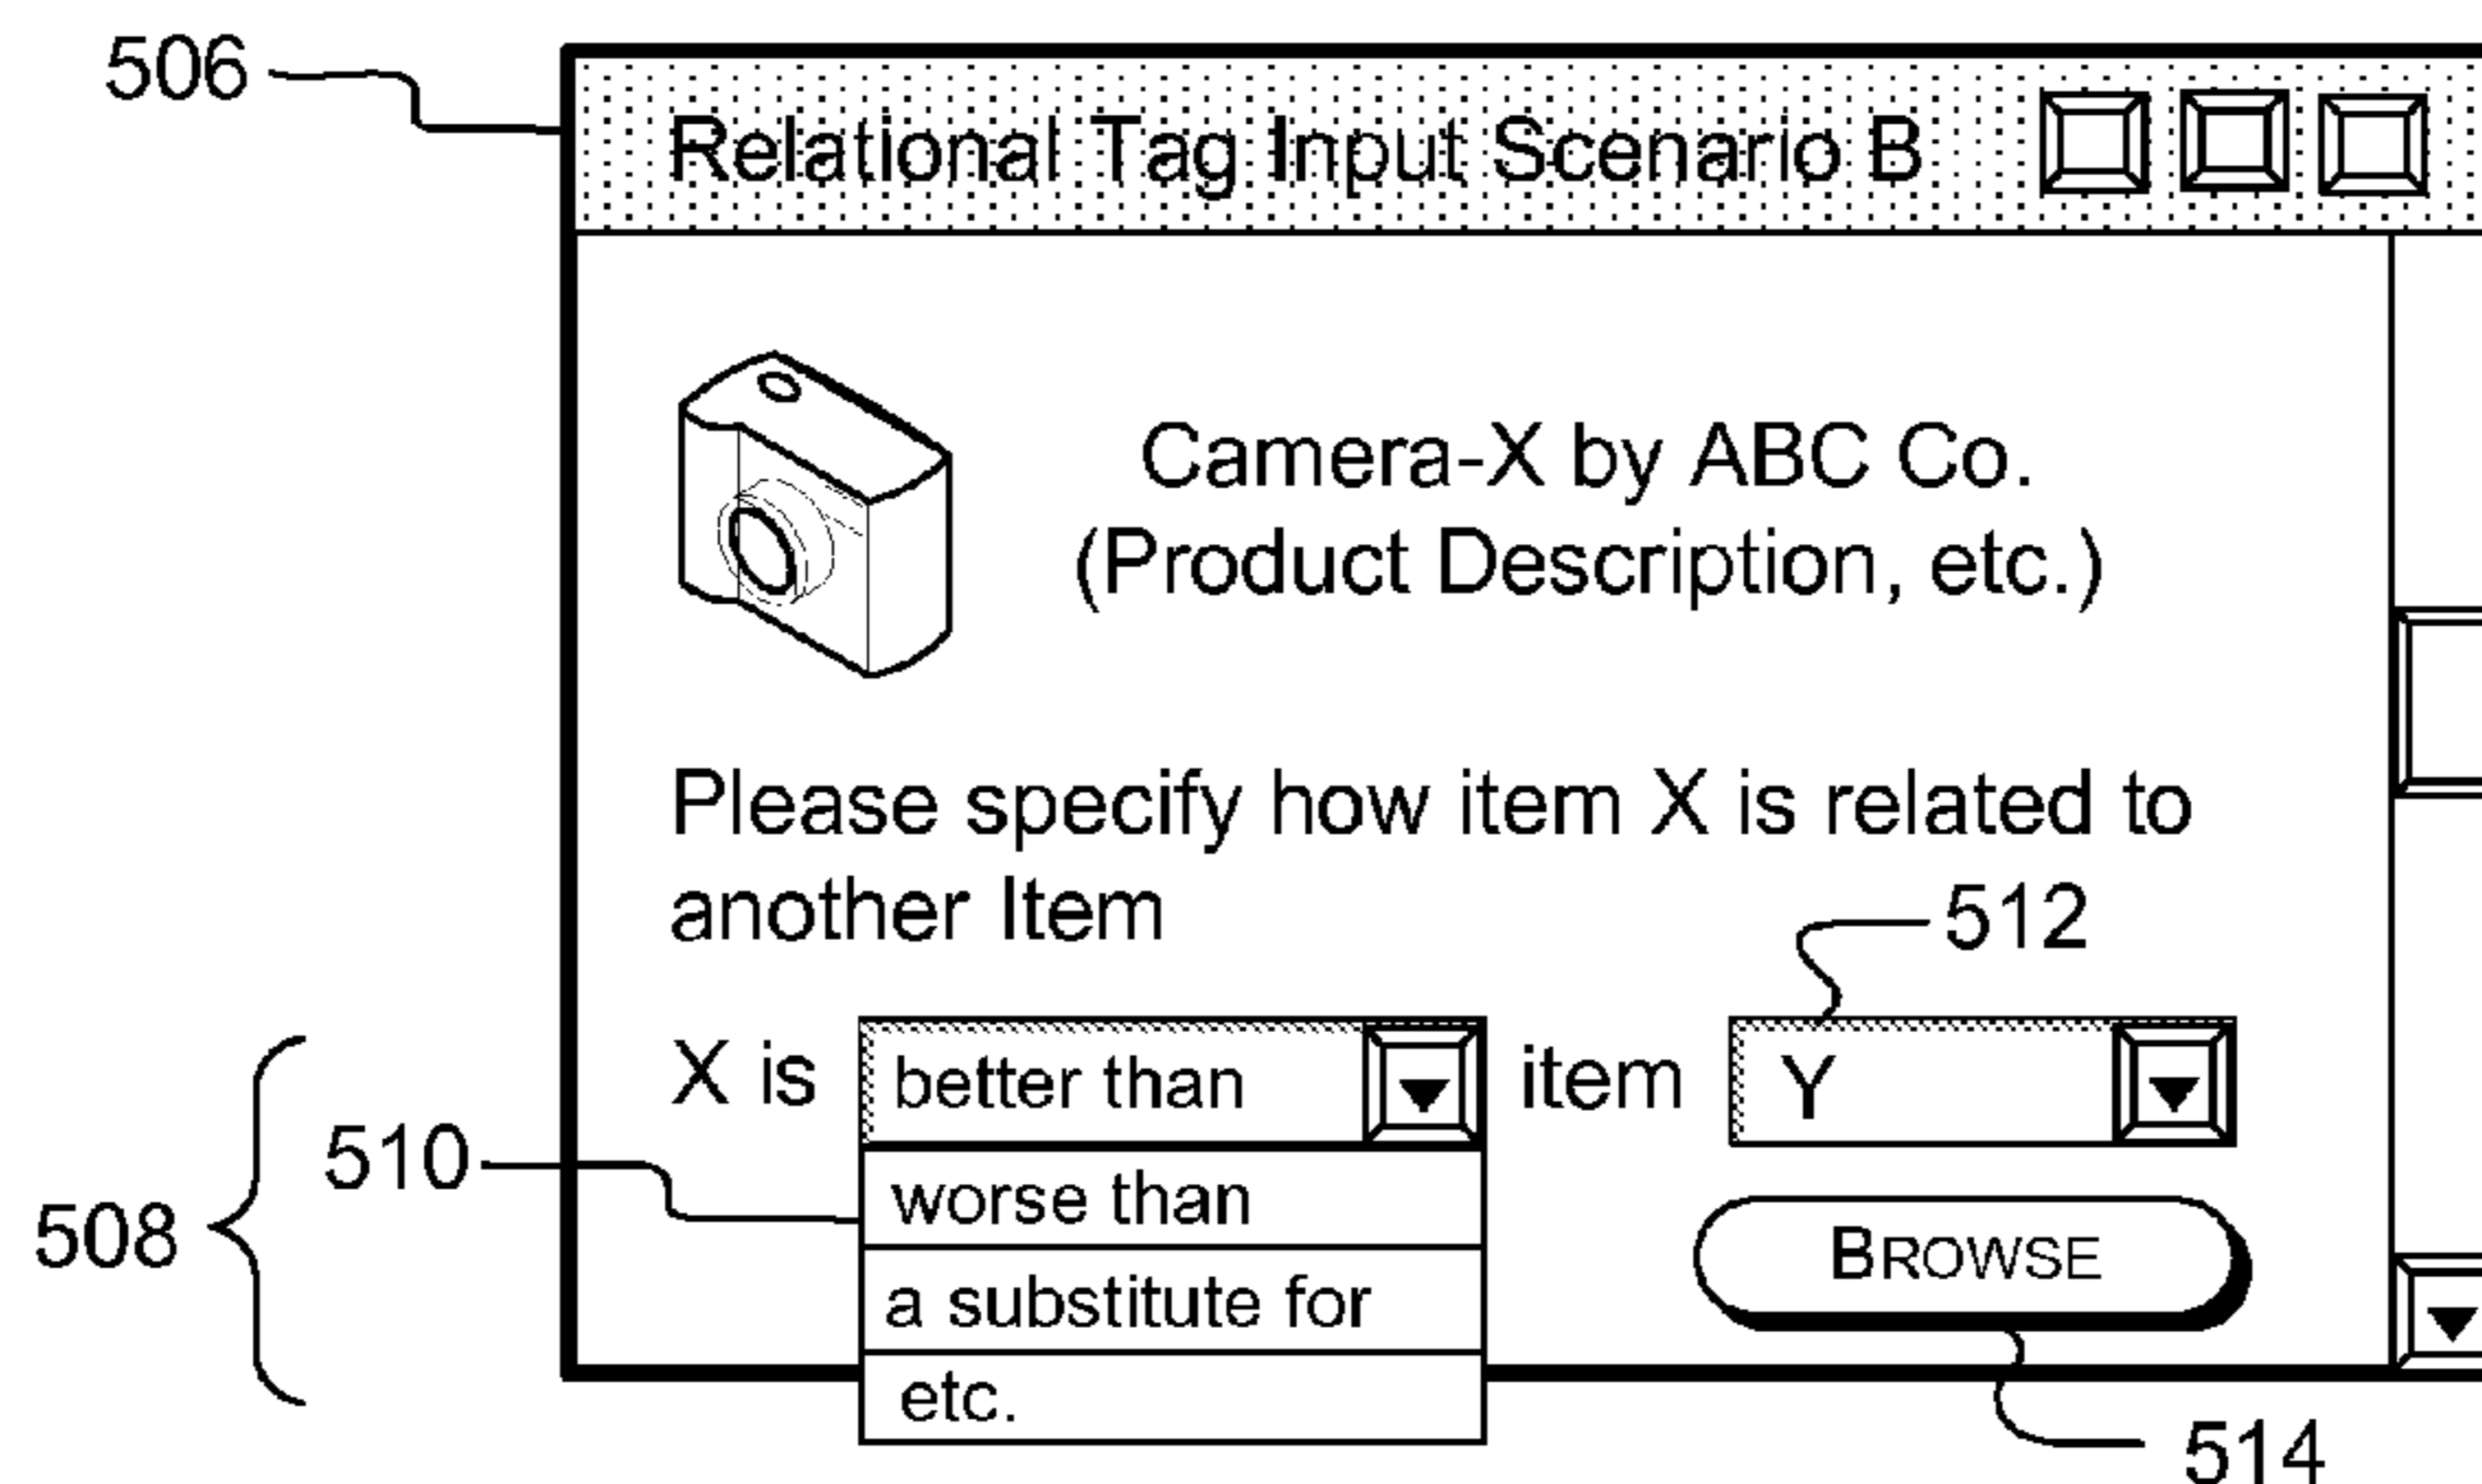 506
Relational Tag Input Scenario B
Camera-X by ABC Co.
(Product Description, etc.)
Please specify how item X is related to
another Item
512
X is better than item Y
510
worse than
508
BROWSE
a substitute for
etc.
514